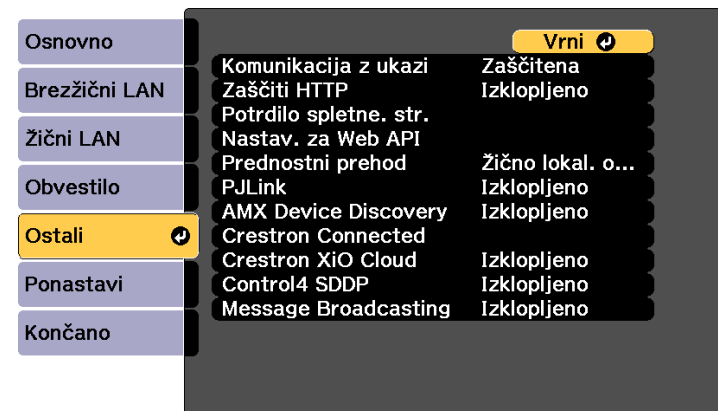 Osnovno
Brezžični LAN
Žični LAN
Obvestilo
Ostali
Ponastavi
Končano
Vrni
Komunikacija z ukazi Zaščitena
Zaščiti HTTP Izklopljeno
Potrdilo spletne. str.
Nastav. za Web API
Prednostni prehod Žično lokal. o...
PJLink Izklopljeno
AMX Device Discovery Izklopljeno
Crestron Connected
Crestron XiO Cloud Izklopljeno
Control4 SDDP Izklopljeno
Message Broadcasting Izklopljeno